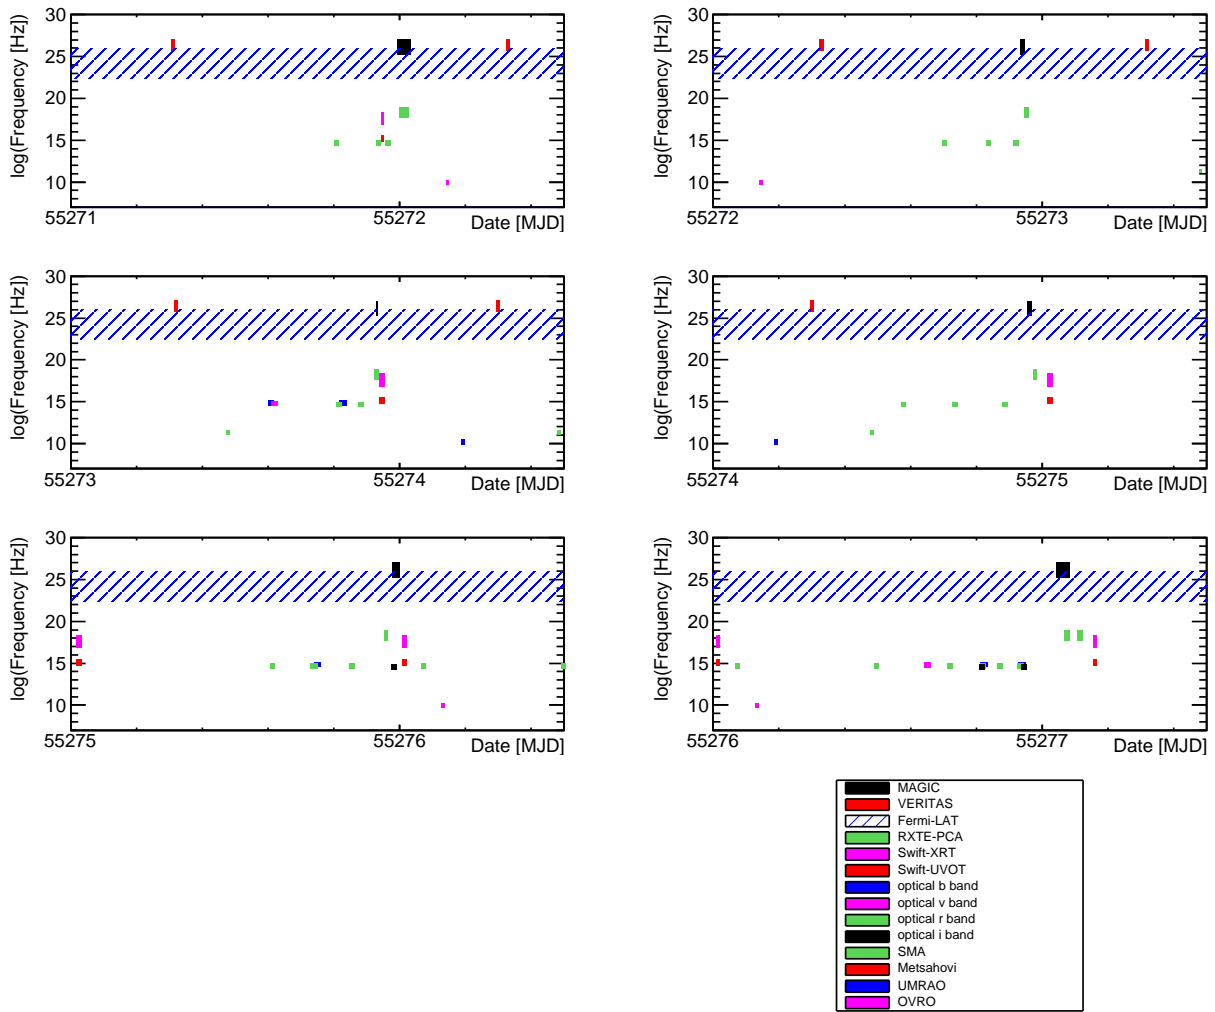 log(Frequency [Hz])
30
25
20
15
10
55271
55272
Date [MJD]
log(Frequency [Hz])
30
25
20
15
10
55272
55273
Date [MJD]
log(Frequency [Hz])
30
25
20
15
10
55273
55274
Date [MJD]
log(Frequency [Hz])
30
25
20
15
10
55274
55275
Date [MJD]
log(Frequency [Hz])
30
25
20
15
10
55275
55276
Date [MJD]
log(Frequency [Hz])
30
25
20
15
10
55276
55277
Date [MJD]
MAGIC
VERITAS
Fermi-LAT
RXTE-PCA
Swift-XRT
Swift-UVOT
optical b band
optical v band
optical r band
optical i band
SMA
Metsahovi
UMRAO
OVRO